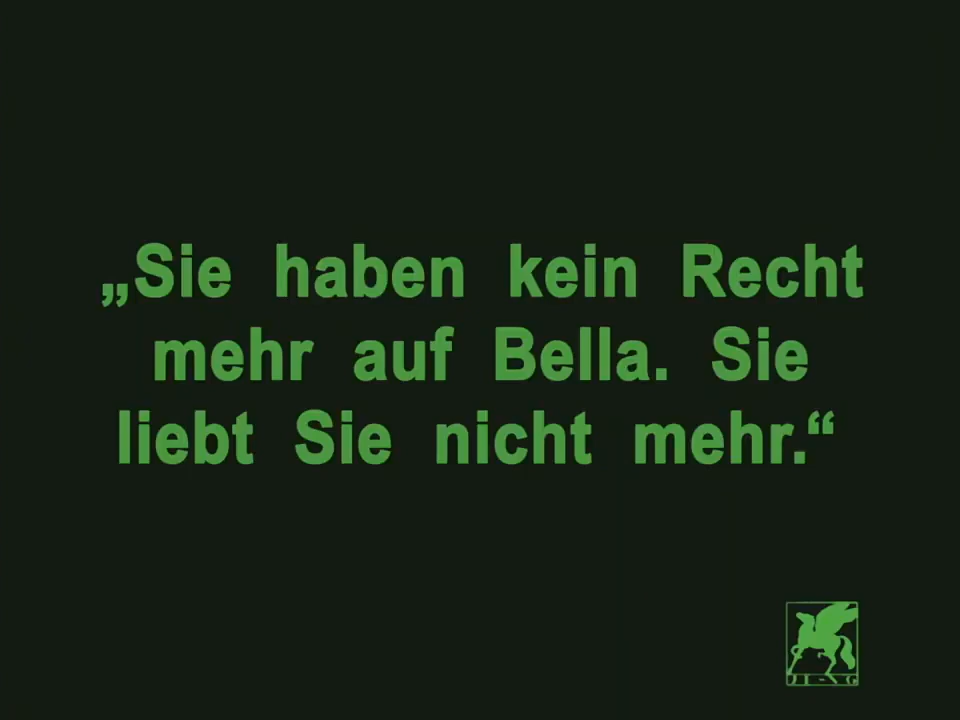 „Sie haben kein Recht
mehr auf Bella. Sie
liebt Sie nicht mehr.“